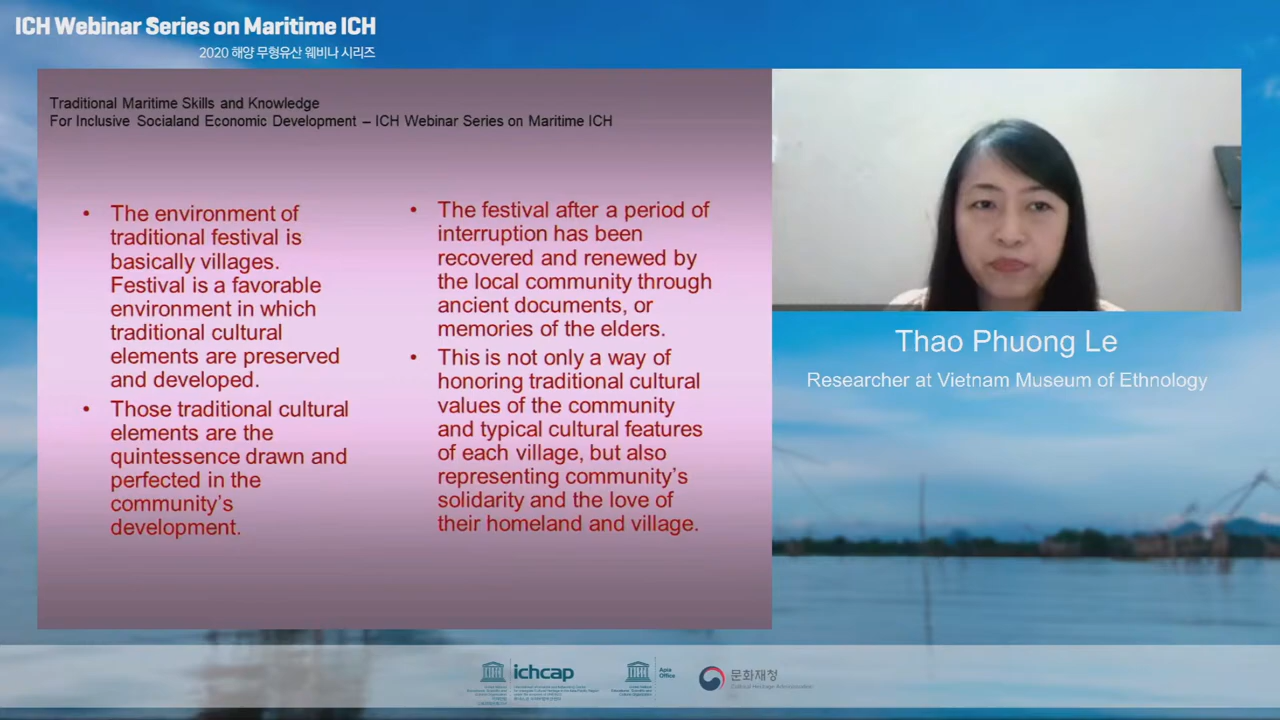 ICH Webinar Series on Maritime ICH
2020 해양 무형유산 웨비나 시리즈
Traditional Maritime Skills and Knowledge
For Inclusive Socialand Economic Development – ICH Webinar Series on Maritime ICH
• The environment of
traditional festival is
basically villages.
Festival is a favorable
environment in which
traditional cultural
elements are preserved
and developed.
• Those traditional cultural
elements are the
quintessence drawn and
perfected in the
community's
development.
• The festival after a period of
interruption has been
recovered and renewed by
the local community through
ancient documents, or
memories of the elders.
• This is not only a way of
honoring traditional cultural
values of the community
and typical cultural features
of each village, but also
representing community's
solidarity and the love of
their homeland and village.
Thao Phuong Le
Researcher at Vietnam Museum of Ethnology
ichcap
Apia
Office
문화재청
Cultural Heritage Administration